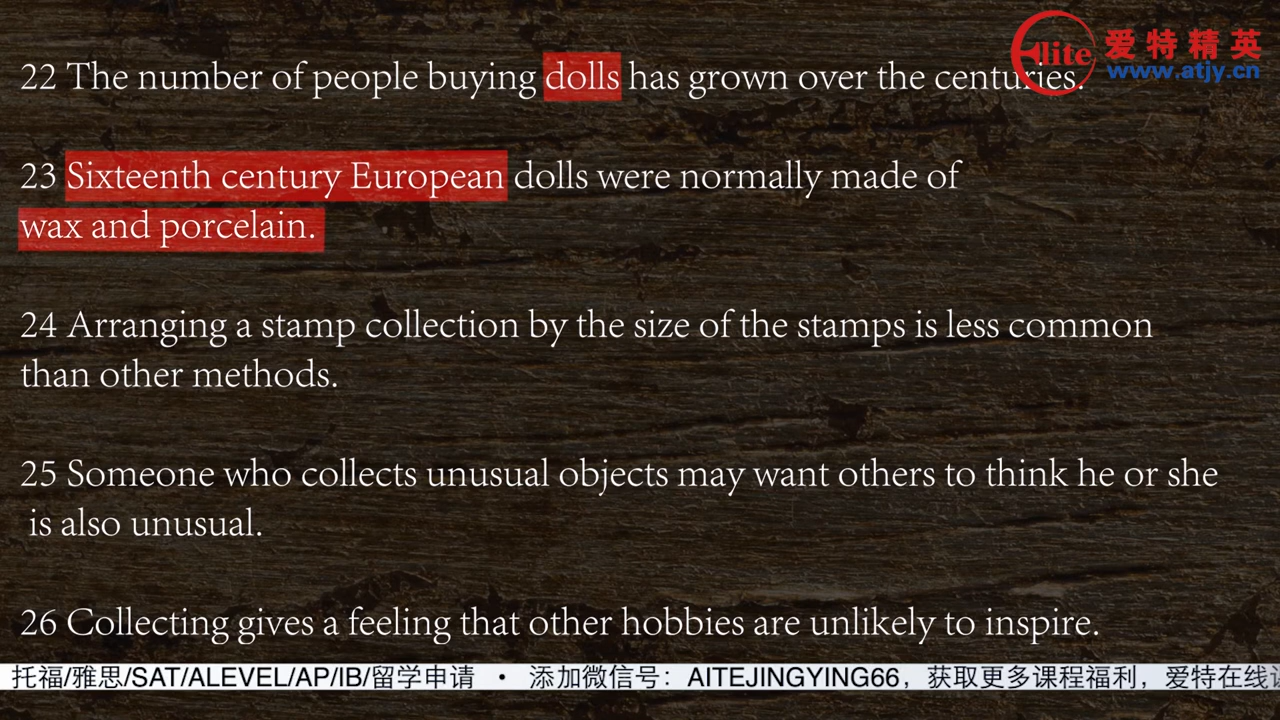 Elite 爱特精英
www.atjy.cn
22 The number of people buying dolls has grown over the centuries.
23 Sixteenth century European dolls were normally made of
wax and porcelain.
24 Arranging a stamp collection by the size of the stamps is less common
than other methods.
25 Someone who collects unusual objects may want others to think he or she
is also unusual.
26 Collecting gives a feeling that other hobbies are unlikely to inspire.
托福/雅思/SAT/ALEVEL/AP/IB/留学申请 • 添加微信号：AITEJINGYING66，获取更多课程福利，爱特在线